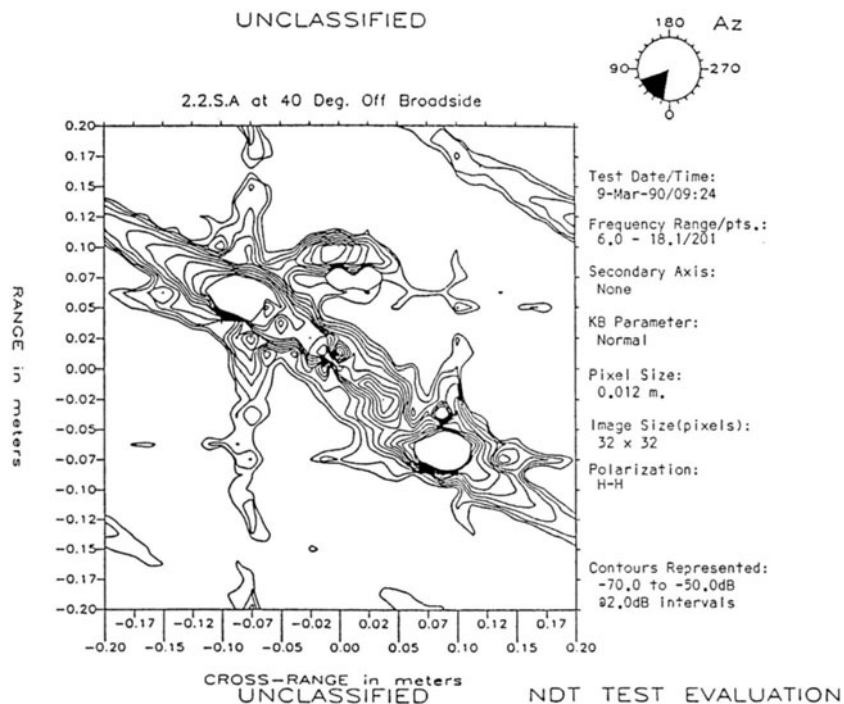 UNCLASSIFIED
180
Az
90
270
0
2.2.S.A at 40 Deg. Off Broadside
0.20
0.17
0.15
0.12
0.10
0.07
0.05
0.02
0.00
-0.02
-0.05
-0.07
-0.10
-0.12
-0.15
-0.17
-0.20
RANGE in meters
-0.17
-0.12
-0.07
-0.02
0.02
0.07
0.12
0.17
-0.20
-0.15
-0.10
-0.05
0.00
0.05
0.10
0.15
0.20
CROSS-RANGE in meters
Test Date/Time:
9-Mar-90/09:24
Frequency Range/pts.:
6.0 - 18.1/201
Secondary Axis:
None
KB Parameter:
Normal
Pixel Size:
0.012 m.
Image Size(pixels):
32 x 32
Polarization:
H-H
Contours Represented:
-70.0 to -50.0dB
@2.0dB intervals
UNCLASSIFIED
NDT TEST EVALUATION